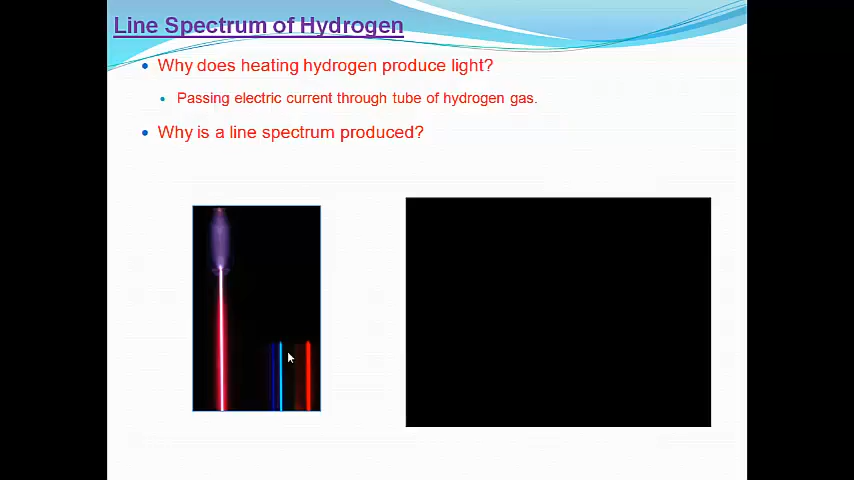 Line Spectrum of Hydrogen
Why does heating hydrogen produce light?
Passing electric current through tube of hydrogen gas.
Why is a line spectrum produced?